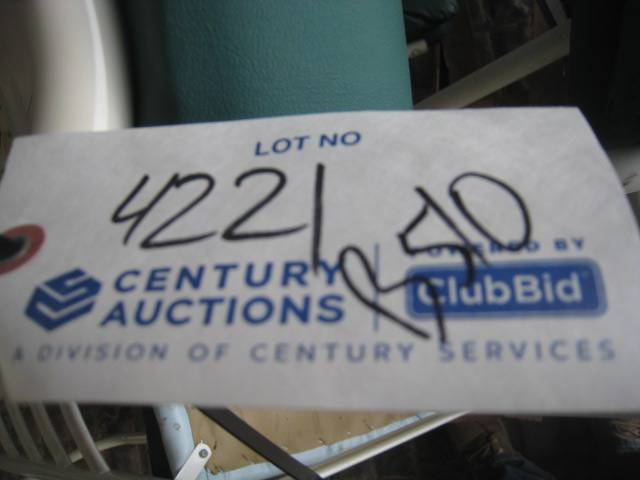 LOT NO
4221 R50
CENTURY AUCTIONS
POWERED BY
ClubBid
A DIVISION OF CENTURY SERVICES